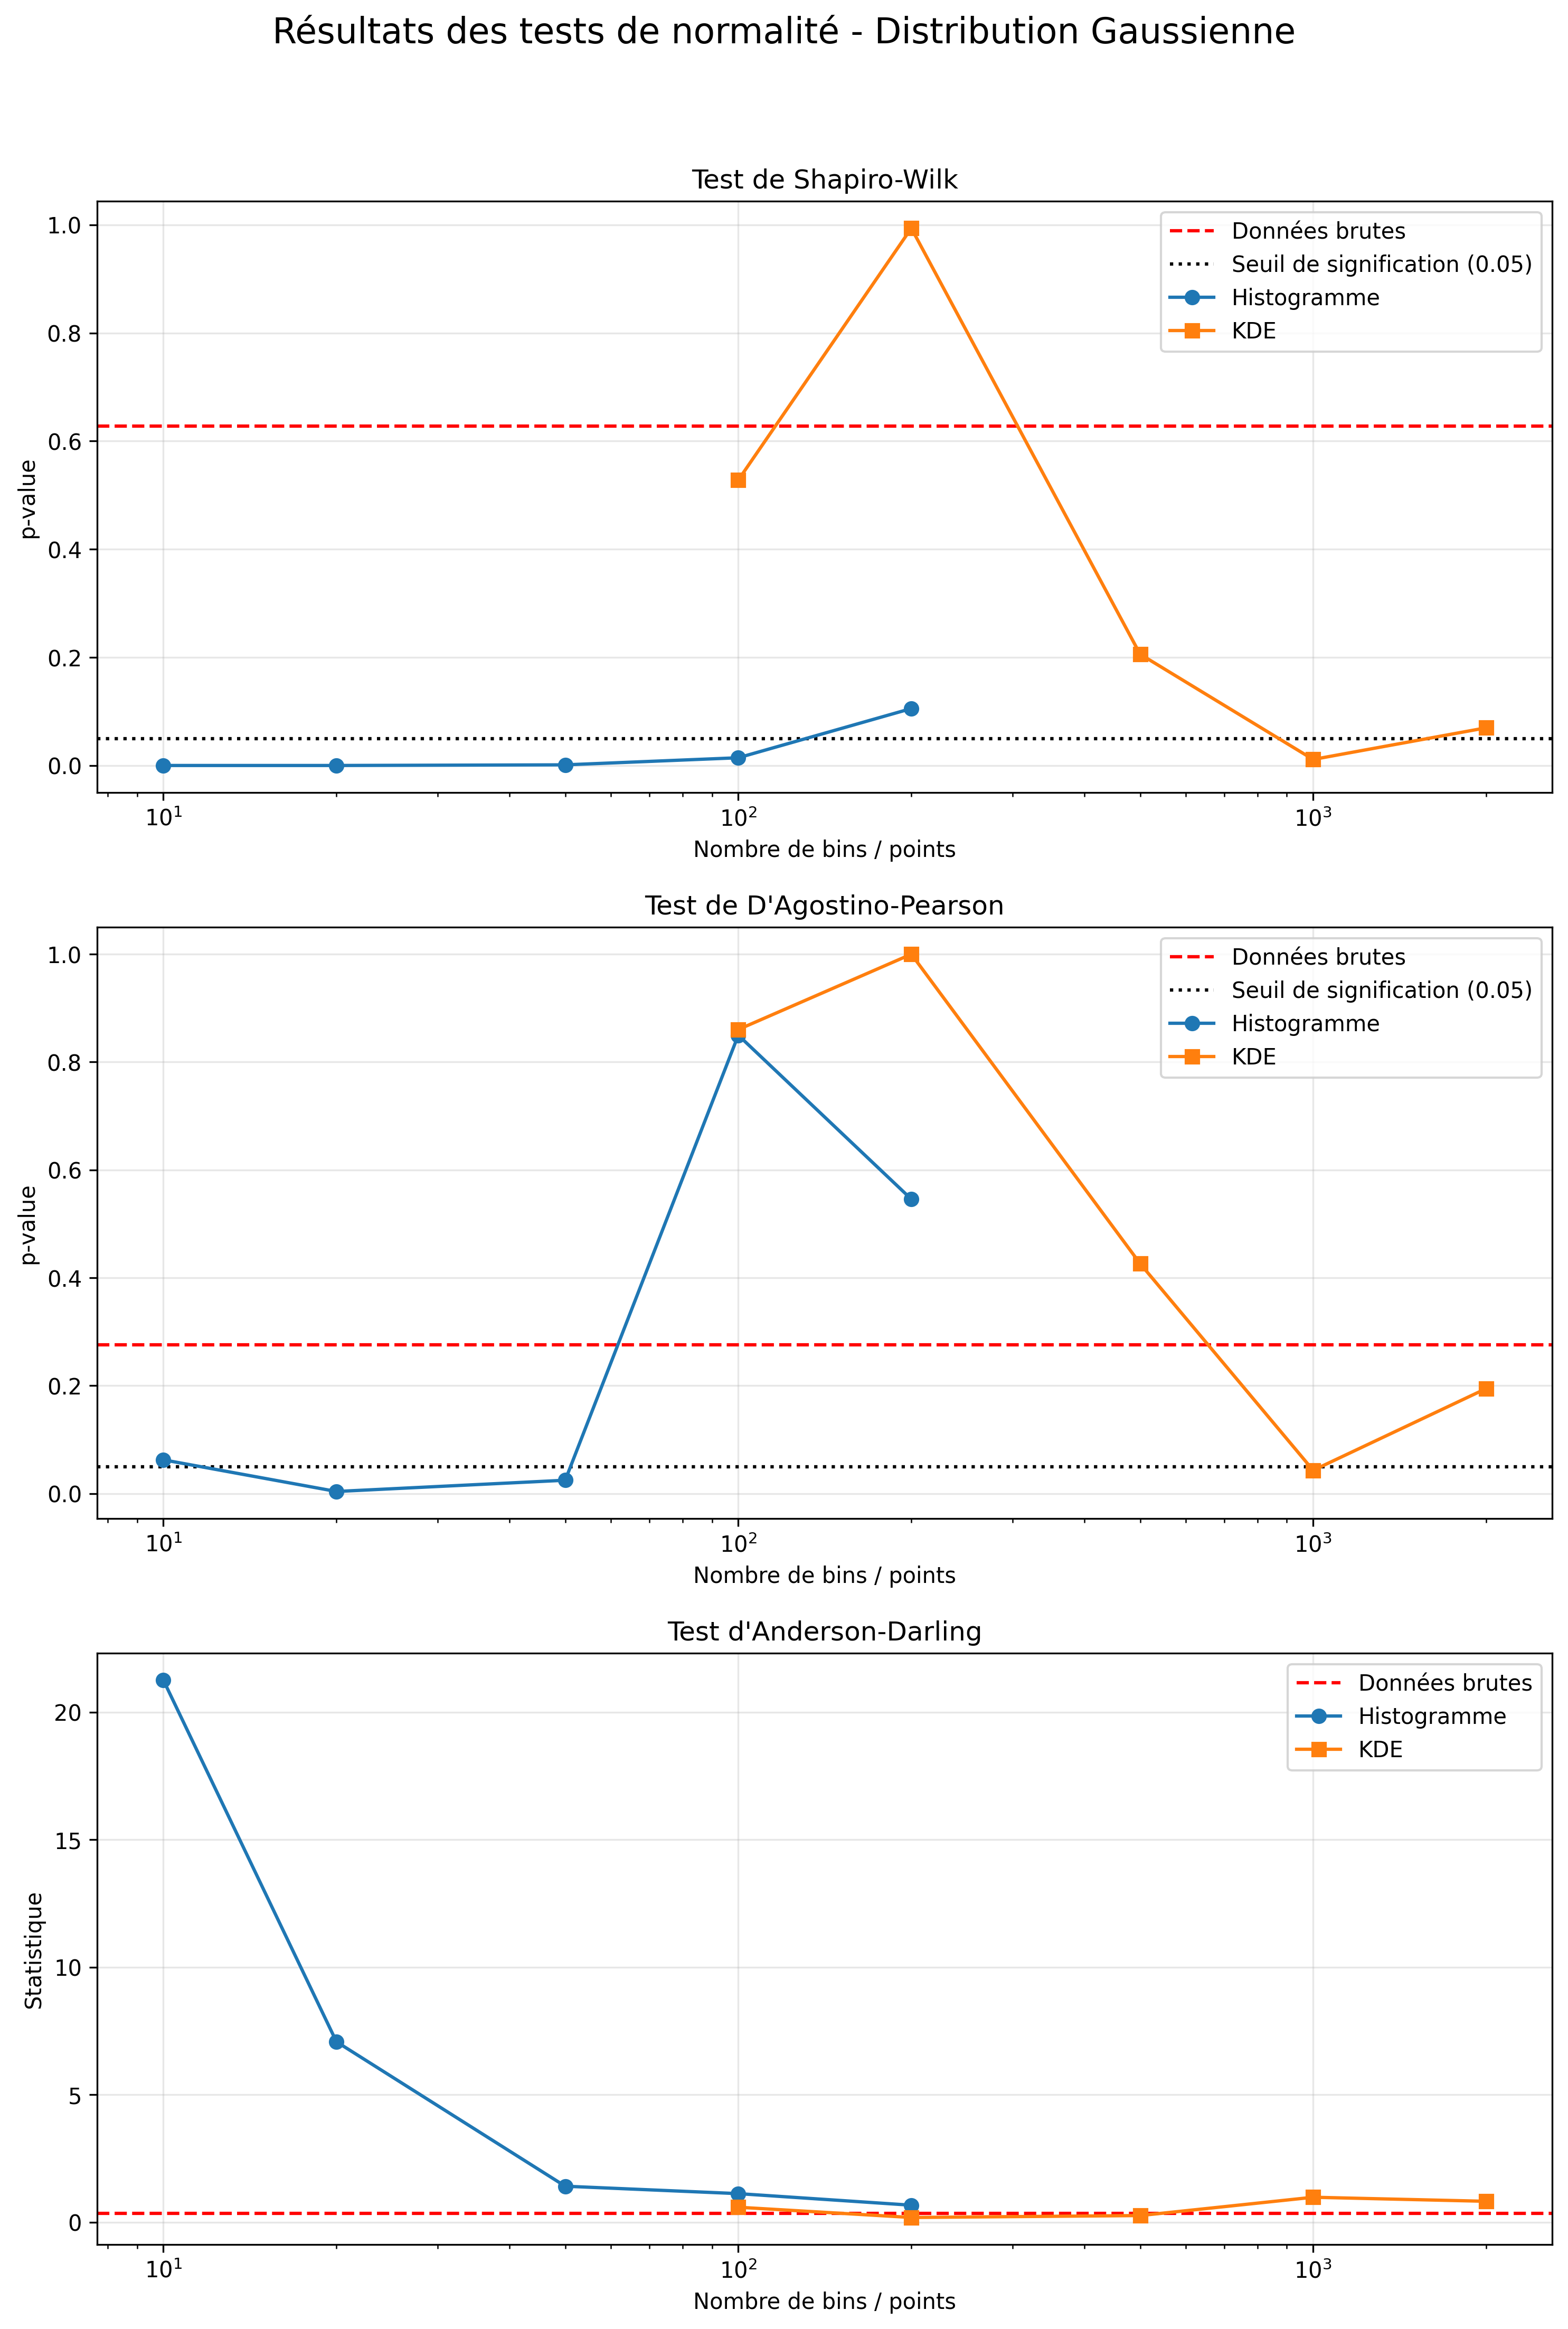 Résultats des tests de normalité - Distribution Gaussienne
Test de Shapiro-Wilk
1.0
0.8
0.6
0.4
0.2
0.0
p-value
Données brutes
Seuil de signification (0.05)
Histogramme
KDE
10¹ 10² 10³
Nombre de bins / points
Test de D'Agostino-Pearson
1.0
0.8
0.6
0.4
0.2
0.0
p-value
Données brutes
Seuil de signification (0.05)
Histogramme
KDE
10¹ 10² 10³
Nombre de bins / points
Test d'Anderson-Darling
20
15
10
5
0
Statistique
Données brutes
Histogramme
KDE
10¹ 10² 10³
Nombre de bins / points